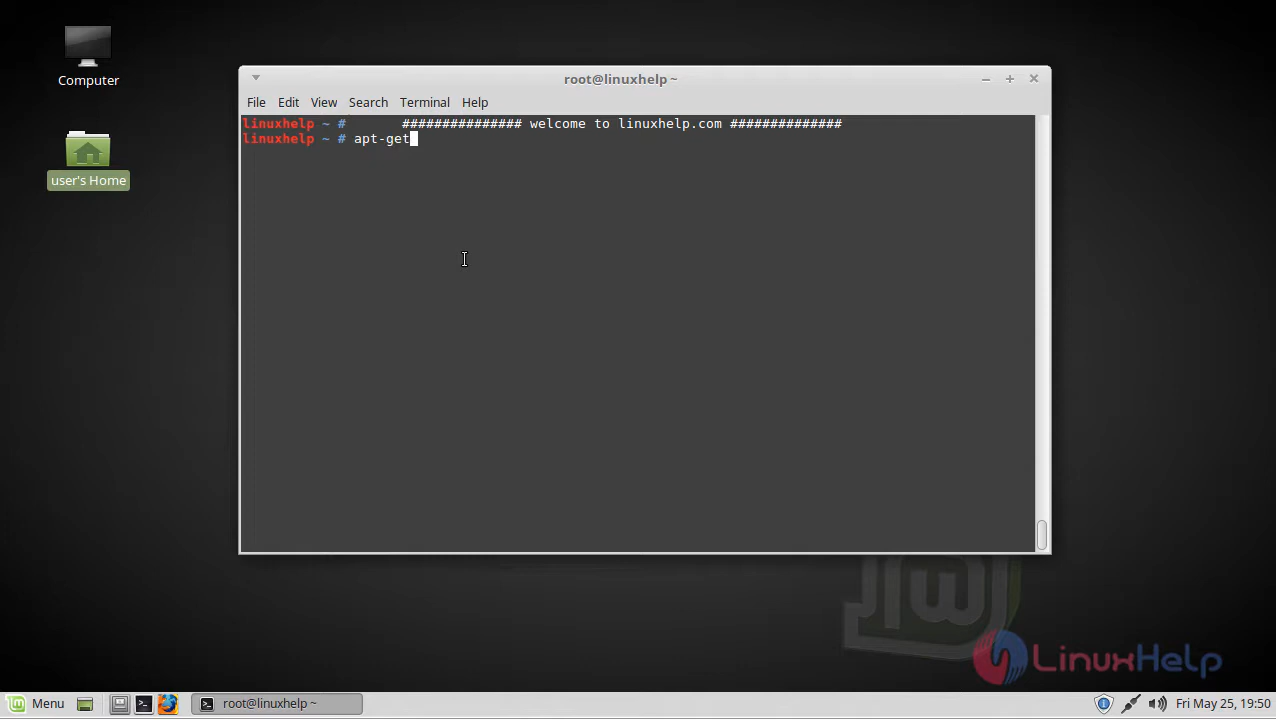 Computer
user's Home
root@linuxhelp ~
File Edit View Search Terminal Help
linuxhelp ~ # ############### welcome to linuxhelp.com ##############
linuxhelp ~ # apt-get
LinuxHelp
Menu
root@linuxhelp ~
Fri May 25, 19:50